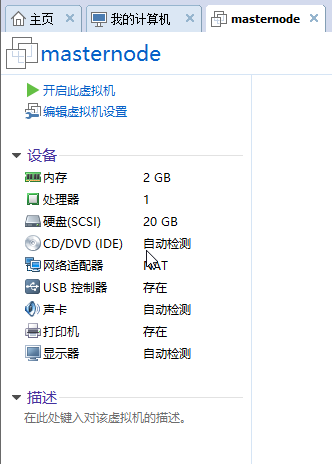 主页 我的计算机 masternode
masternode
开启此虚拟机
编辑虚拟机设置
设备
内存 2 GB
处理器 1
硬盘(SCSI) 20 GB
CD/DVD (IDE) 自动检测
网络适配器 NAT
USB 控制器 存在
声卡 自动检测
打印机 存在
显示器 自动检测
描述
在此处键入对该虚拟机的描述。